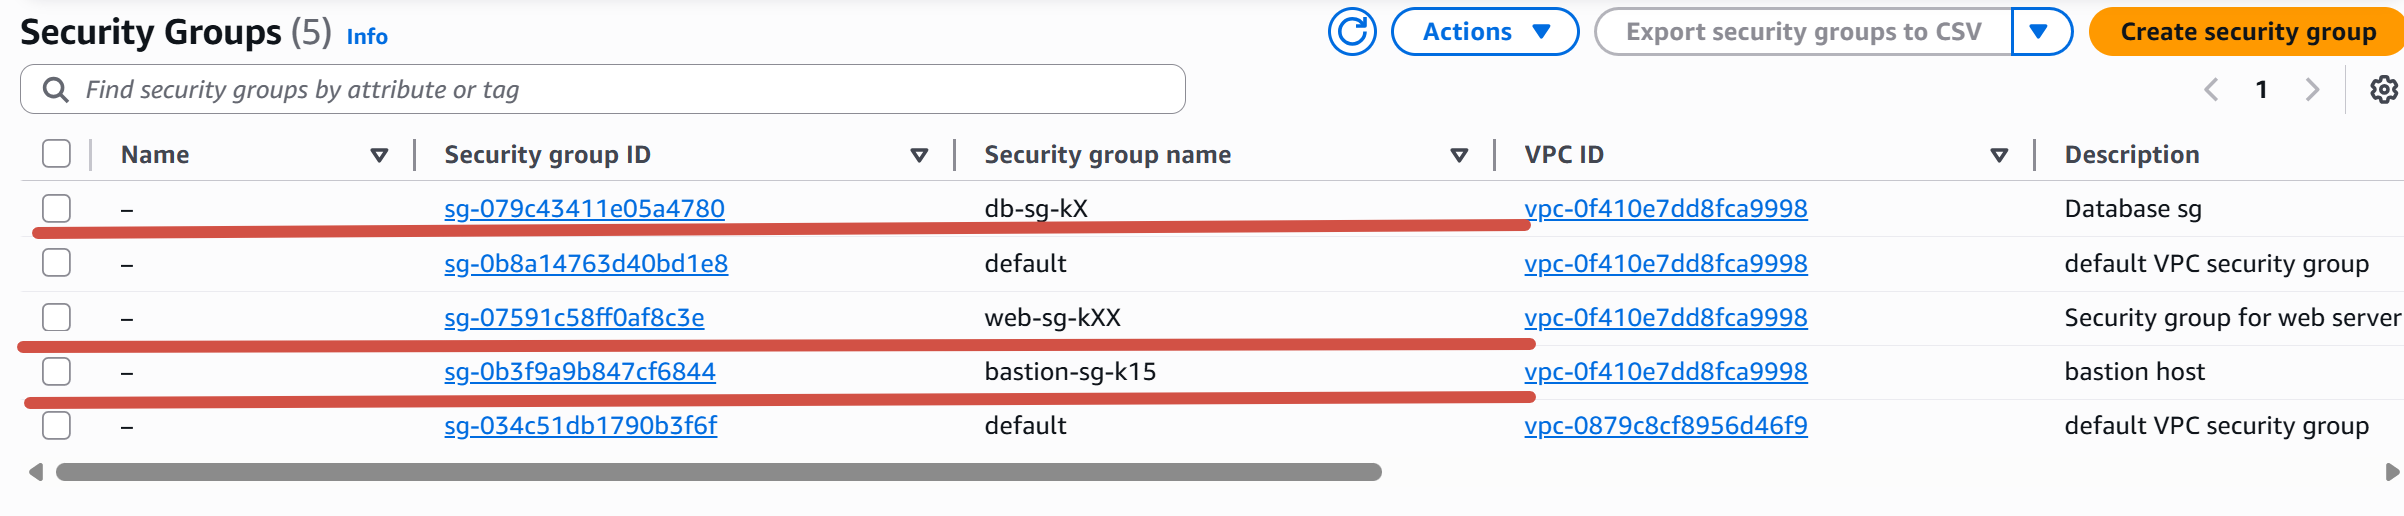 Security Groups (5) Info Actions Export security groups to CSV Create security group
Find security groups by attribute or tag 1
Name Security group ID Security group name VPC ID Description
– sg-079c43411e05a4780 db-sg-kX vpc-0f410e7dd8fca9998 Database sg
– sg-0b8a14763d40bd1e8 default vpc-0f410e7dd8fca9998 default VPC security group
– sg-07591c58ff0af8c3e web-sg-kXX vpc-0f410e7dd8fca9998 Security group for web server
– sg-0b3f9a9b847cf6844 bastion-sg-k15 vpc-0f410e7dd8fca9998 bastion host
– sg-034c51db1790b3f6f default vpc-0879c8cf8956d46f9 default VPC security group